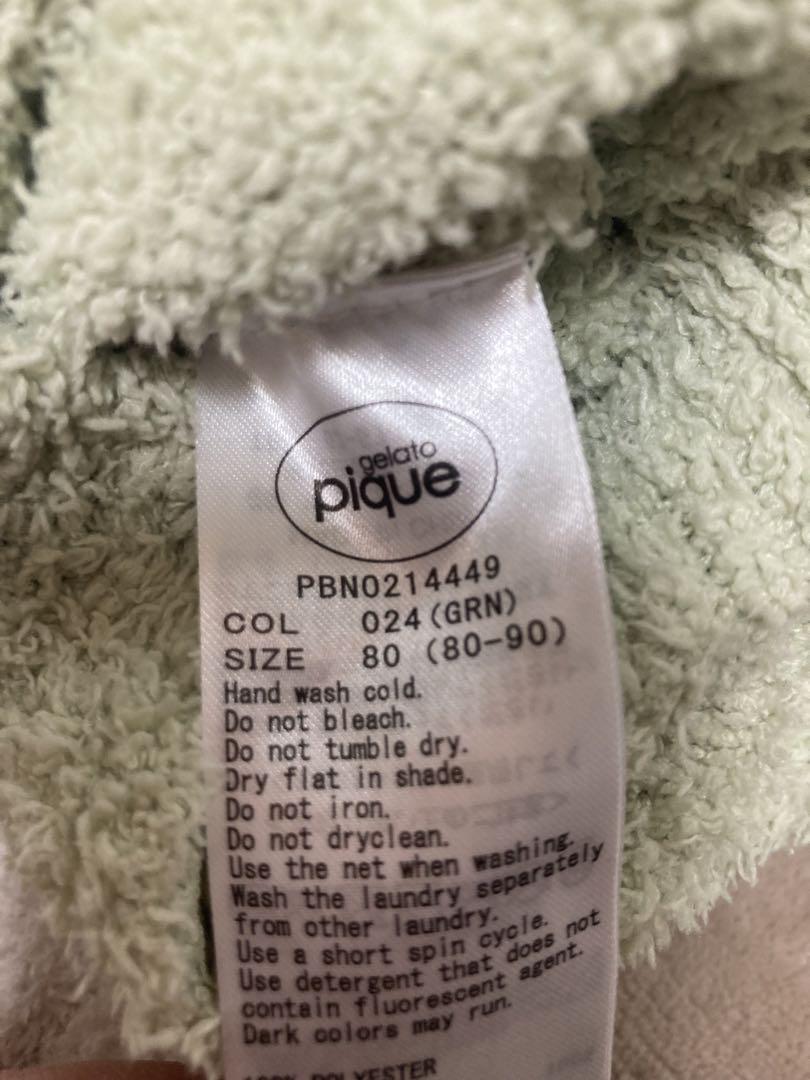 gelato
pique
PBN0214449
COL 024(GRN)
SIZE 80 (80-90)
Hand wash cold.
Do not bleach.
Do not tumble dry.
Dry flat in shade.
Do not iron.
Do not dryclean.
Use the net when washing.
Wash the laundry separately
from other laundry.
Use a short spin cycle.
Use detergent that does not
contain fluorescent agent.
Dark colors may run.
100% POLYESTER